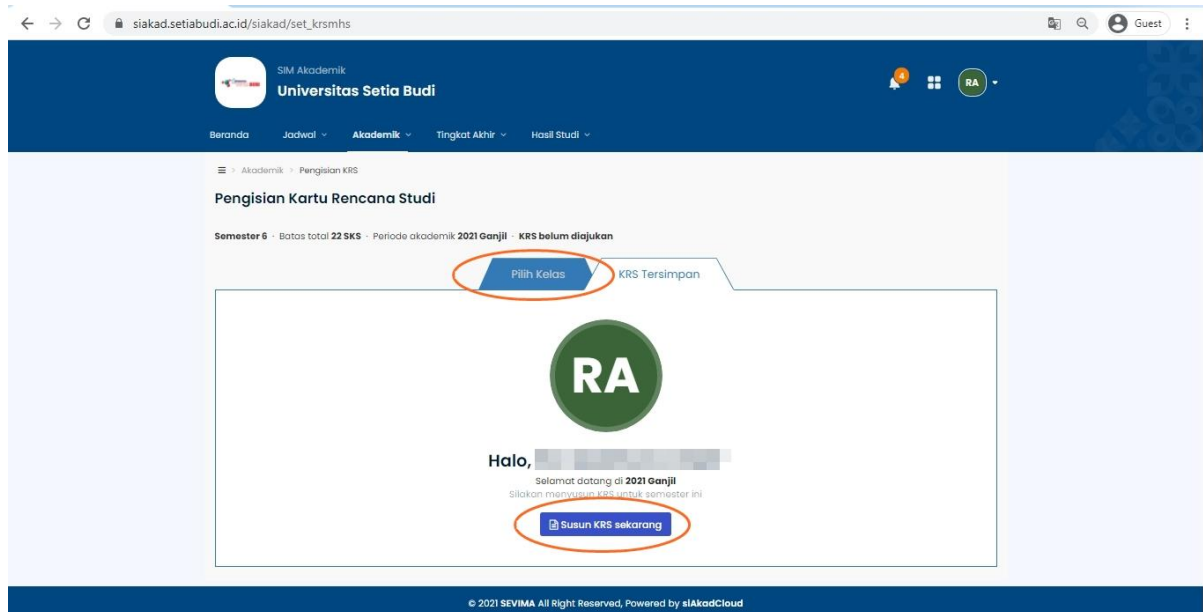 siakad.setiabudi.ac.id/siakad/set_krsmhs
Guest
SIM Akademik
Universitas Setia Budi
4
RA
Beranda Jadwal Akademik Tingkat Akhir Hasil Studi
Akademik > Pengisian KRS
Pengisian Kartu Rencana Studi
Semester 6 · Batas total 22 SKS · Periode akademik 2021 Ganjil · KRS belum diajukan
Pilih Kelas
KRS Tersimpan
RA
Halo,
Selamat datang di 2021 Ganjil
Silakan menyusun KRS untuk semester ini
Susun KRS sekarang
© 2021 SEVIMA All Right Reserved, Powered by siAkadCloud